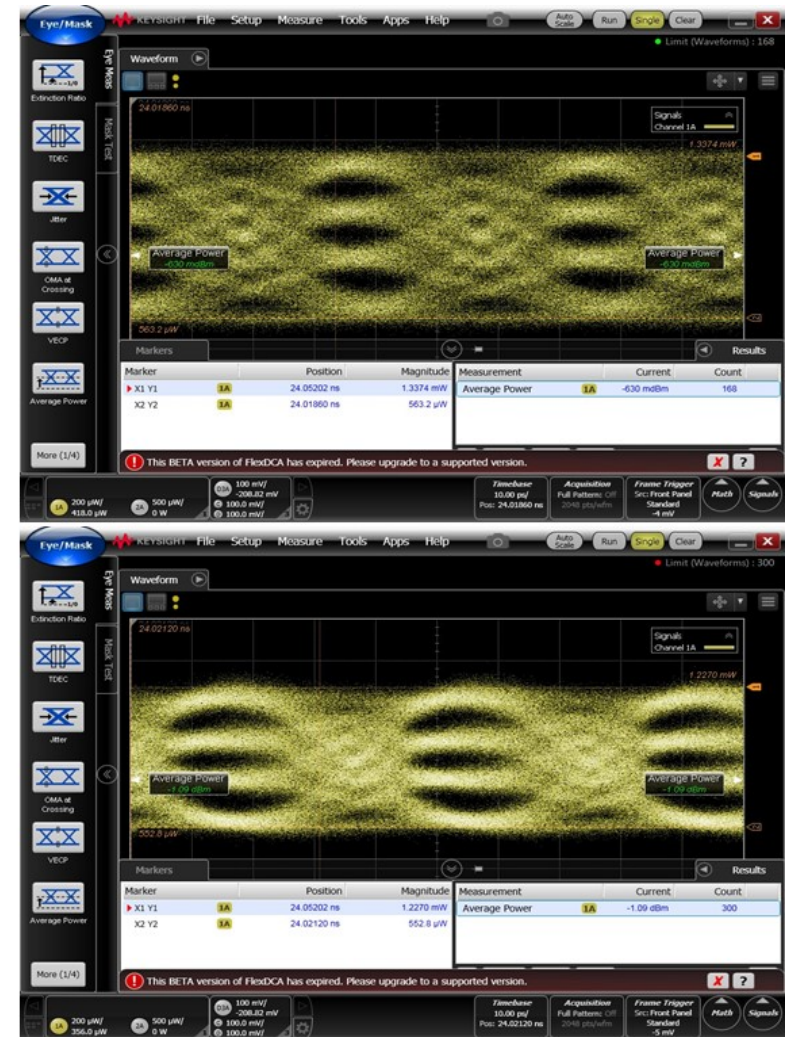 Eye/Mask
KEYSIGHT File Setup Measure Tools Apps Help
Auto Scale Run Single Clear
Limit (Waveforms) : 168
Eye Meas
Mask Test
Waveform
Extinction Ratio
TDEC
Jitter
OMA at Crossing
VECP
Average Power
More (1/4)
24.01860 ns
Signals
Channel 1A
1.3374 mW
Average Power
-630 mdBm
Average Power
-630 mdBm
563.2 µW
Markers
Results
Marker Position Magnitude
X1 Y1 1A 24.05202 ns 1.3374 mW
X2 Y2 1A 24.01860 ns 563.2 µW
Measurement Current Count
Average Power 1A -630 mdBm 168
This BETA version of FlexDCA has expired. Please upgrade to a supported version.
X ?
1A 200 µW/
418.0 µW
2A 500 µW/
0 W
D3A 100 mV/
-208.82 mV
100.0 mV/
100.0 mV/
Timebase
10.00 ps/
Pos: 24.01860 ns
Acquisition
Full Pattern: Off
2048 pts/wfm
Frame Trigger
Src: Front Panel
Standard
-4 mV
Math
Signals
Eye/Mask
KEYSIGHT File Setup Measure Tools Apps Help
Auto Scale Run Single Clear
Limit (Waveforms) : 300
Eye Meas
Mask Test
Waveform
Extinction Ratio
TDEC
Jitter
OMA at Crossing
VECP
Average Power
More (1/4)
24.02120 ns
Signals
Channel 1A
1.2270 mW
Average Power
-1.09 dBm
Average Power
-1.09 dBm
552.8 µW
Markers
Results
Marker Position Magnitude
X1 Y1 1A 24.05202 ns 1.2270 mW
X2 Y2 1A 24.02120 ns 552.8 µW
Measurement Current Count
Average Power 1A -1.09 dBm 300
This BETA version of FlexDCA has expired. Please upgrade to a supported version.
X ?
1A 200 µW/
356.0 µW
2A 500 µW/
0 W
D3A 100 mV/
-208.82 mV
100.0 mV/
100.0 mV/
Timebase
10.00 ps/
Pos: 24.02120 ns
Acquisition
Full Pattern: Off
2048 pts/wfm
Frame Trigger
Src: Front Panel
Standard
-5 mV
Math
Signals